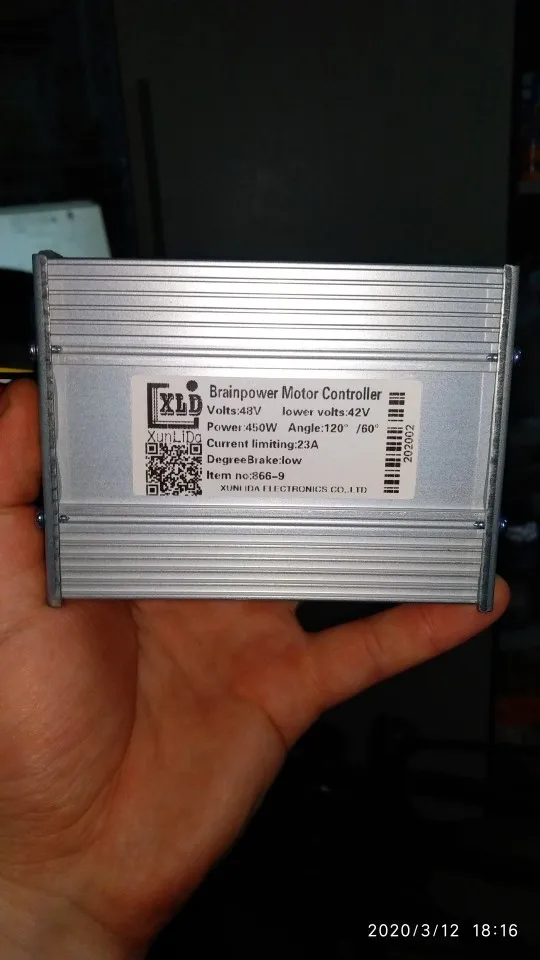 XLD
XunLiDa
Brainpower Motor Controller
Volts:48V lower volts:42V
Power:450W Angle:120° /60°
Current limiting:23A
DegreeBrake:low
Item no:866-9
XUNLIDA ELECTRONICS CO,.LTD
202002
2020/3/12 18:16